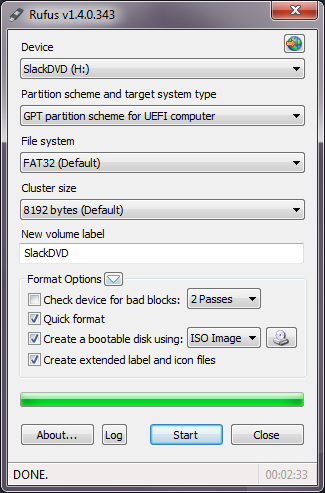 Rufus v1.4.0.343
Device
SlackDVD (H:)
Partition scheme and target system type
GPT partition scheme for UEFI computer
File system
FAT32 (Default)
Cluster size
8192 bytes (Default)
New volume label
SlackDVD
Format Options
Check device for bad blocks: 2 Passes
Quick format
Create a bootable disk using: ISO Image
Create extended label and icon files
About... Log Start Close
DONE. 00:02:33